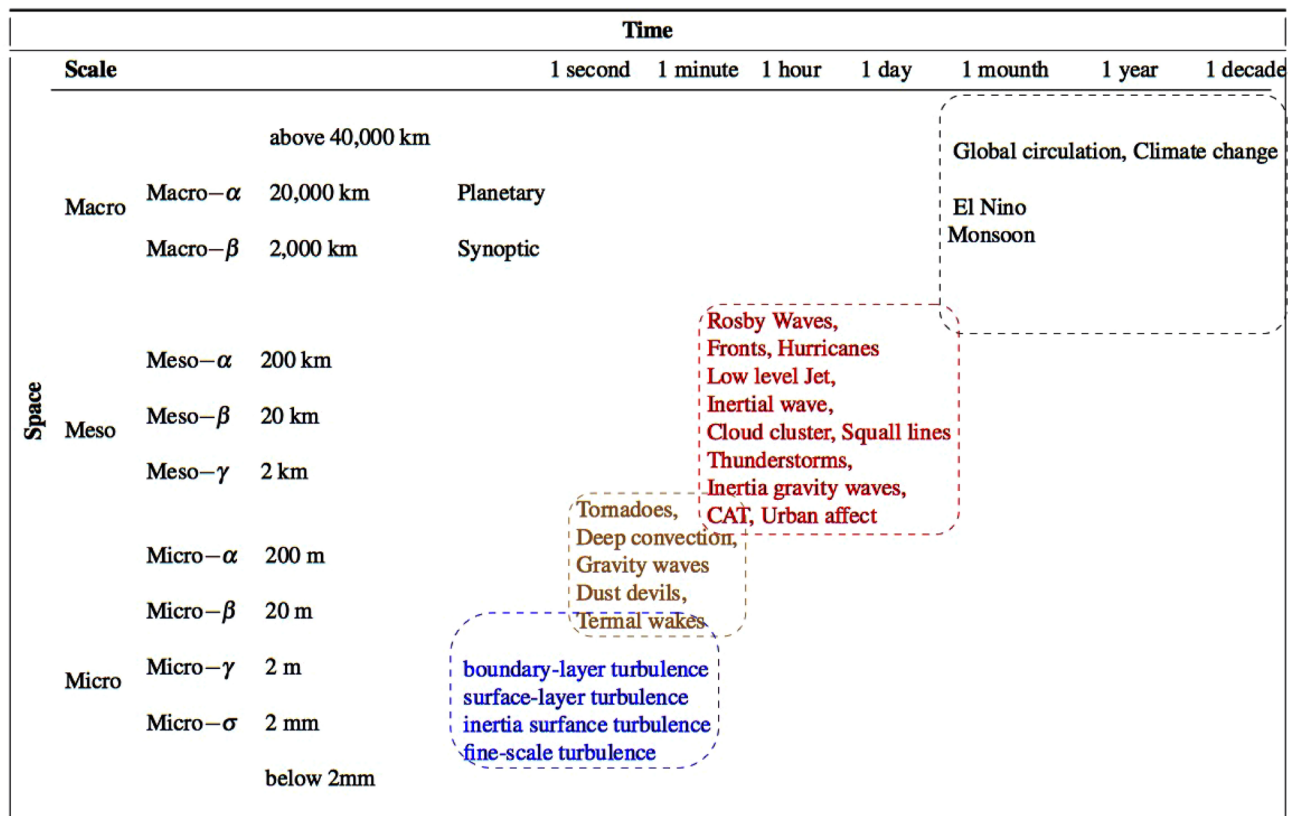 Time
Scale 1 second 1 minute 1 hour 1 day 1 mounth 1 year 1 decade
above 40,000 km
Global circulation, Climate change
Macro Macro−α 20,000 km Planetary
El Nino
Monsoon
Macro−β 2,000 km Synoptic
Rosby Waves,
Fronts, Hurricanes
Meso−α 200 km
Low level Jet,
Inertial wave,
Space
Meso Meso−β 20 km
Cloud cluster, Squall lines
Thunderstorms,
Meso−γ 2 km
Inertia gravity waves,
CAT, Urban affect
Tornadoes,
Deep convection,
Micro−α 200 m
Gravity waves
Dust devils,
Micro−β 20 m
Termal wakes
Micro Micro−γ 2 m
boundary-layer turbulence
surface-layer turbulence
Micro−σ 2 mm
inertia surfance turbulence
fine-scale turbulence
below 2mm